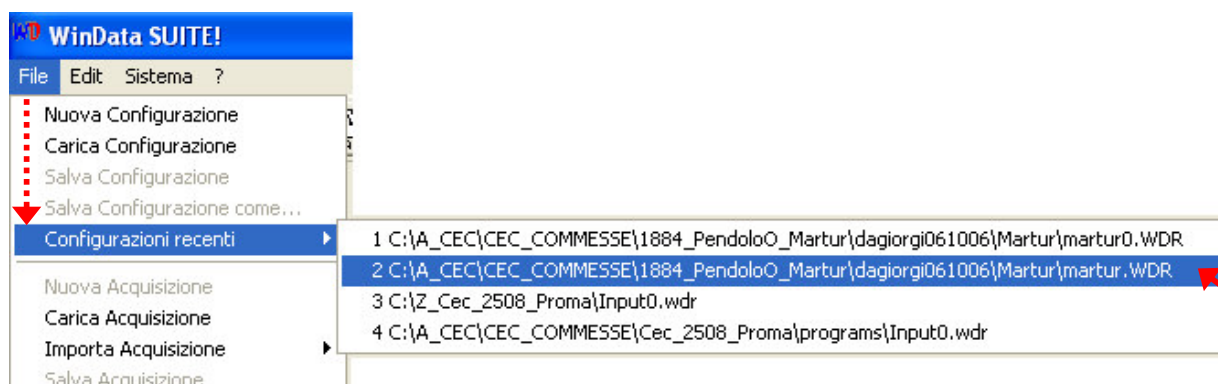 WinData SUITE!
File Edit Sistema ?
Nuova Configurazione
Carica Configurazione
Salva Configurazione
Salva Configurazione come...
Configurazioni recenti
1 C:\A_CEC\CEC_COMMESSE\1884_PendoloO_Martur\dagiorgi061006\Martur\martur0.WDR
2 C:\A_CEC\CEC_COMMESSE\1884_PendoloO_Martur\dagiorgi061006\Martur\martur.WDR
3 C:\Z_Cec_2508_Proma\Input0.wdr
4 C:\A_CEC\CEC_COMMESSE\Cec_2508_Proma\programs\Input0.wdr
Nuova Acquisizione
Carica Acquisizione
Importa Acquisizione
Salva Acquisizione